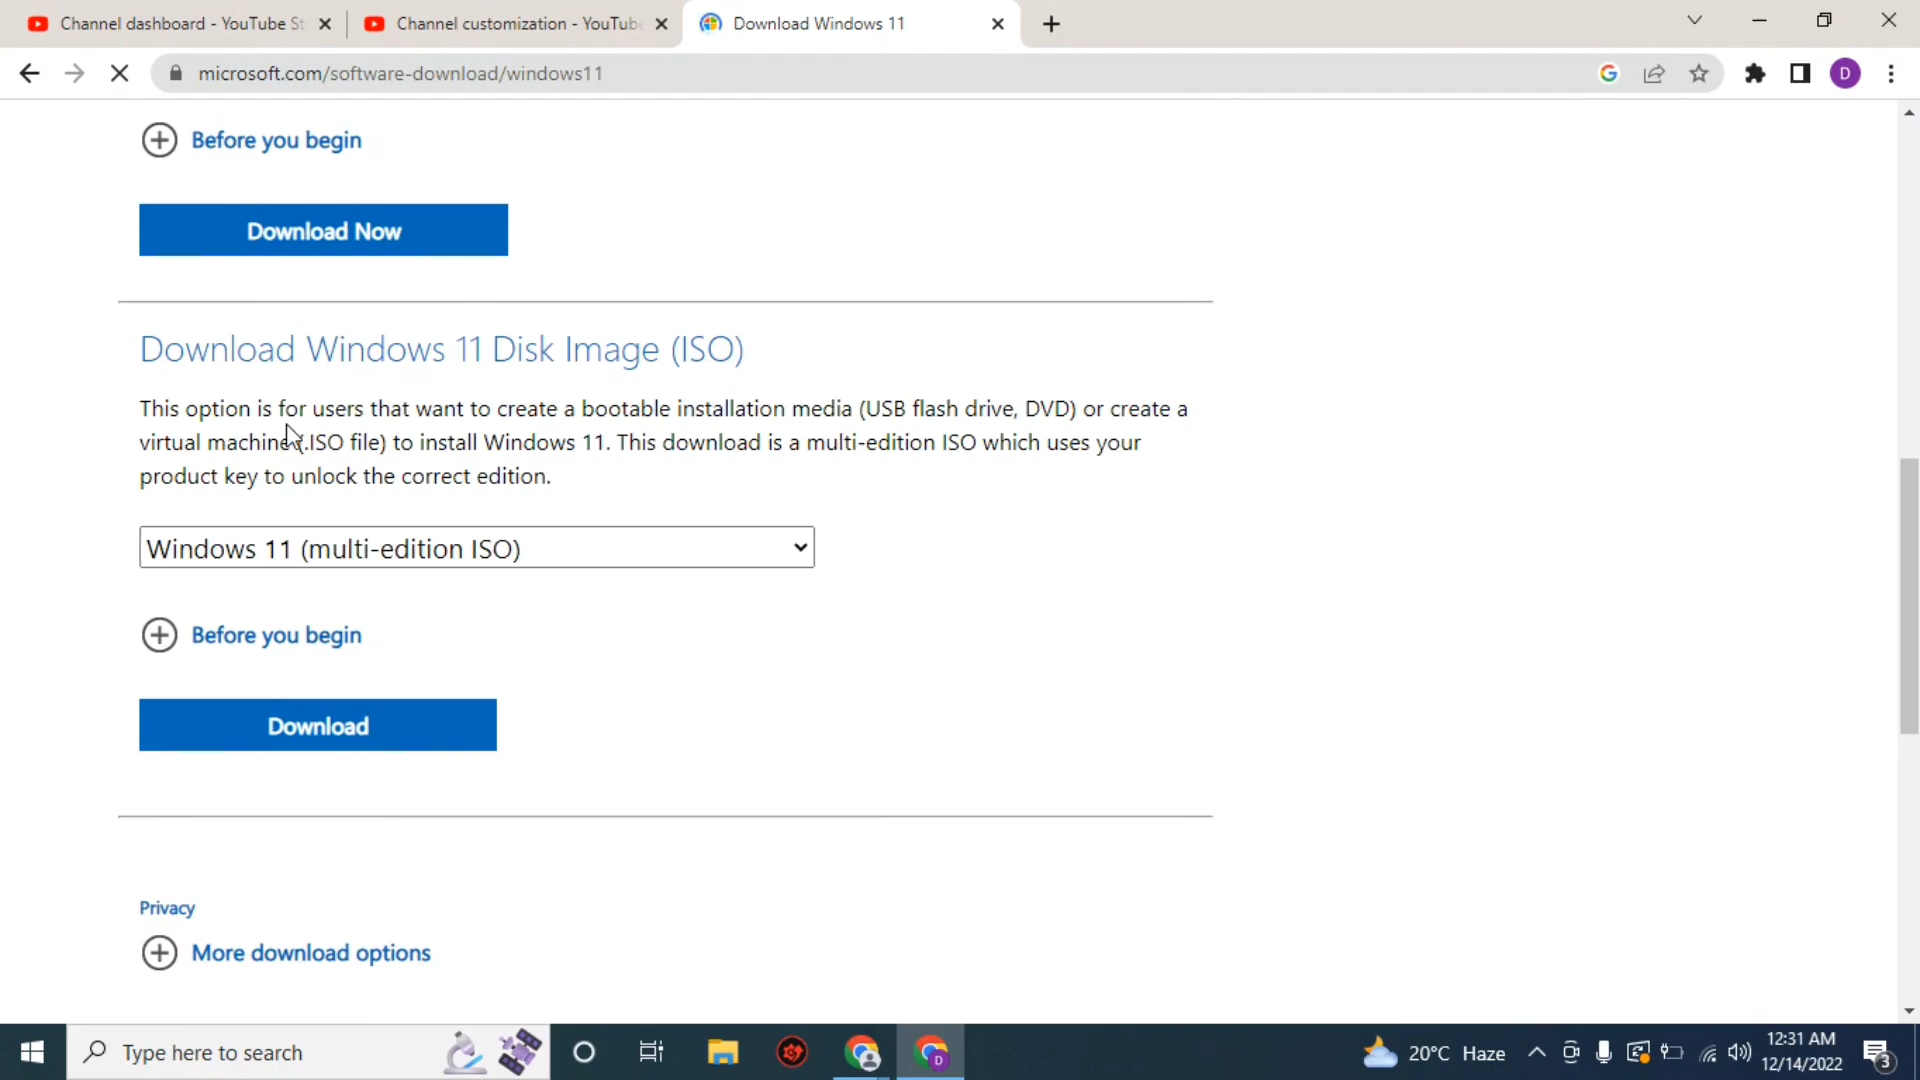 Channel dashboard - YouTube St
Channel customization - YouTube
Download Windows 11
microsoft.com/software-download/windows11
D
Before you begin
Download Now
Download Windows 11 Disk Image (ISO)
This option is for users that want to create a bootable installation media (USB flash drive, DVD) or create a
virtual machine (.ISO file) to install Windows 11. This download is a multi-edition ISO which uses your
product key to unlock the correct edition.
Windows 11 (multi-edition ISO)
Before you begin
Download
Privacy
More download options
Type here to search
D
20°C Haze
12:31 AM
12/14/2022
3